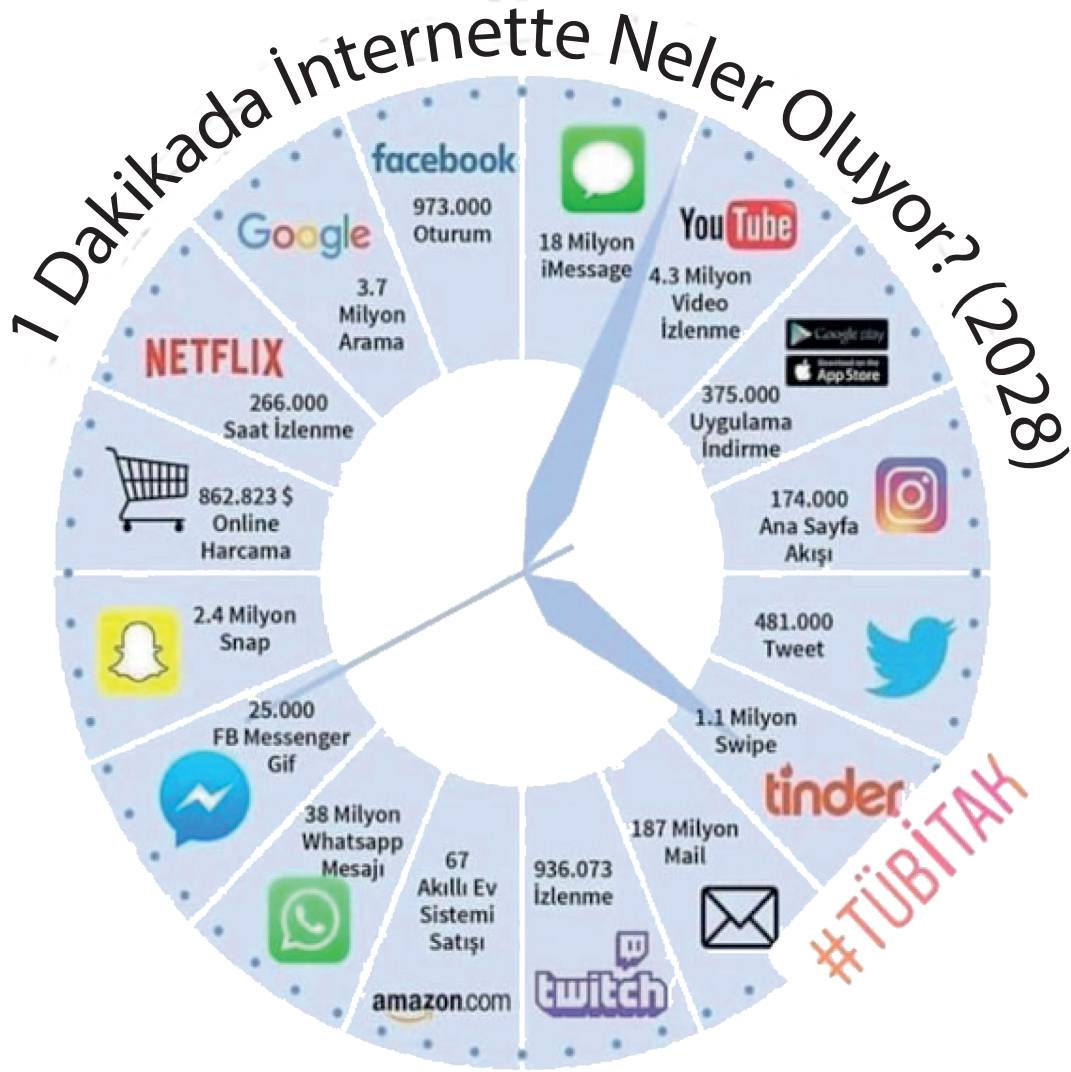 1 Dakikada İnternette Neler Oluyor? (2028)
facebook
973.000
Oturum
18 Milyon
iMessage
YouTube
4.3 Milyon
Video
İzlenme
Google play
Download on the
App Store
375.000
Uygulama
İndirme
174.000
Ana Sayfa
Akışı
481.000
Tweet
1.1 Milyon
Swipe
tinder
187 Milyon
Mail
936.073
İzlenme
twitch
67
Akıllı Ev
Sistemi
Satışı
amazon.com
38 Milyon
Whatsapp
Mesajı
25.000
FB Messenger
Gif
2.4 Milyon
Snap
862.823 $
Online
Harcama
NETFLIX
266.000
Saat İzlenme
Google
3.7
Milyon
Arama
#TÜBİTAK